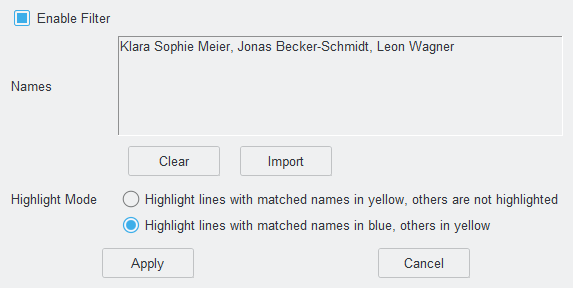 Enable Filter
Klara Sophie Meier, Jonas Becker-Schmidt, Leon Wagner
Names
Clear Import
Highlight Mode Highlight lines with matched names in yellow, others are not highlighted
Highlight lines with matched names in blue, others in yellow
Apply Cancel